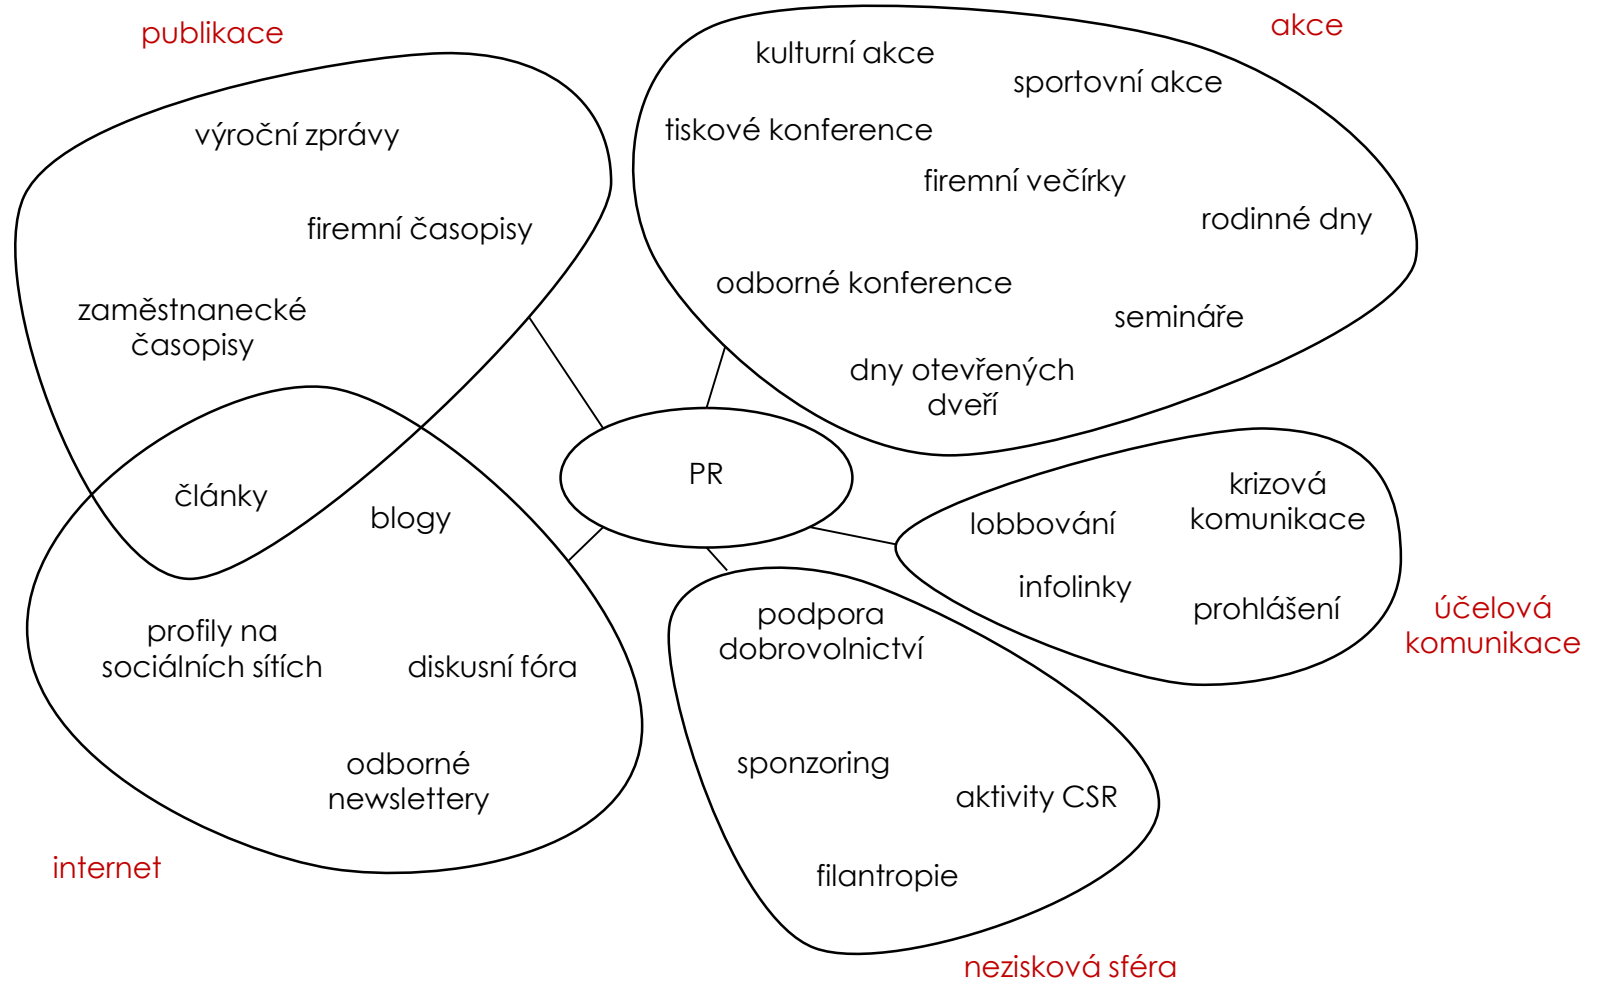 publikace
výroční zprávy
firemní časopisy
zaměstnanecké
časopisy
akce
kulturní akce
sportovní akce
tiskové konference
firemní večírky
rodinné dny
odborné konference
semináře
dny otevřených
dveří
PR
články
blogy
profily na
sociálních sítích
diskusní fóra
odborné
newslettery
internet
krizová
komunikace
lobbování
infolinky
prohlášení
účelová
komunikace
podpora
dobrovolnictví
sponzoring
aktivity CSR
filantropie
nezisková sféra